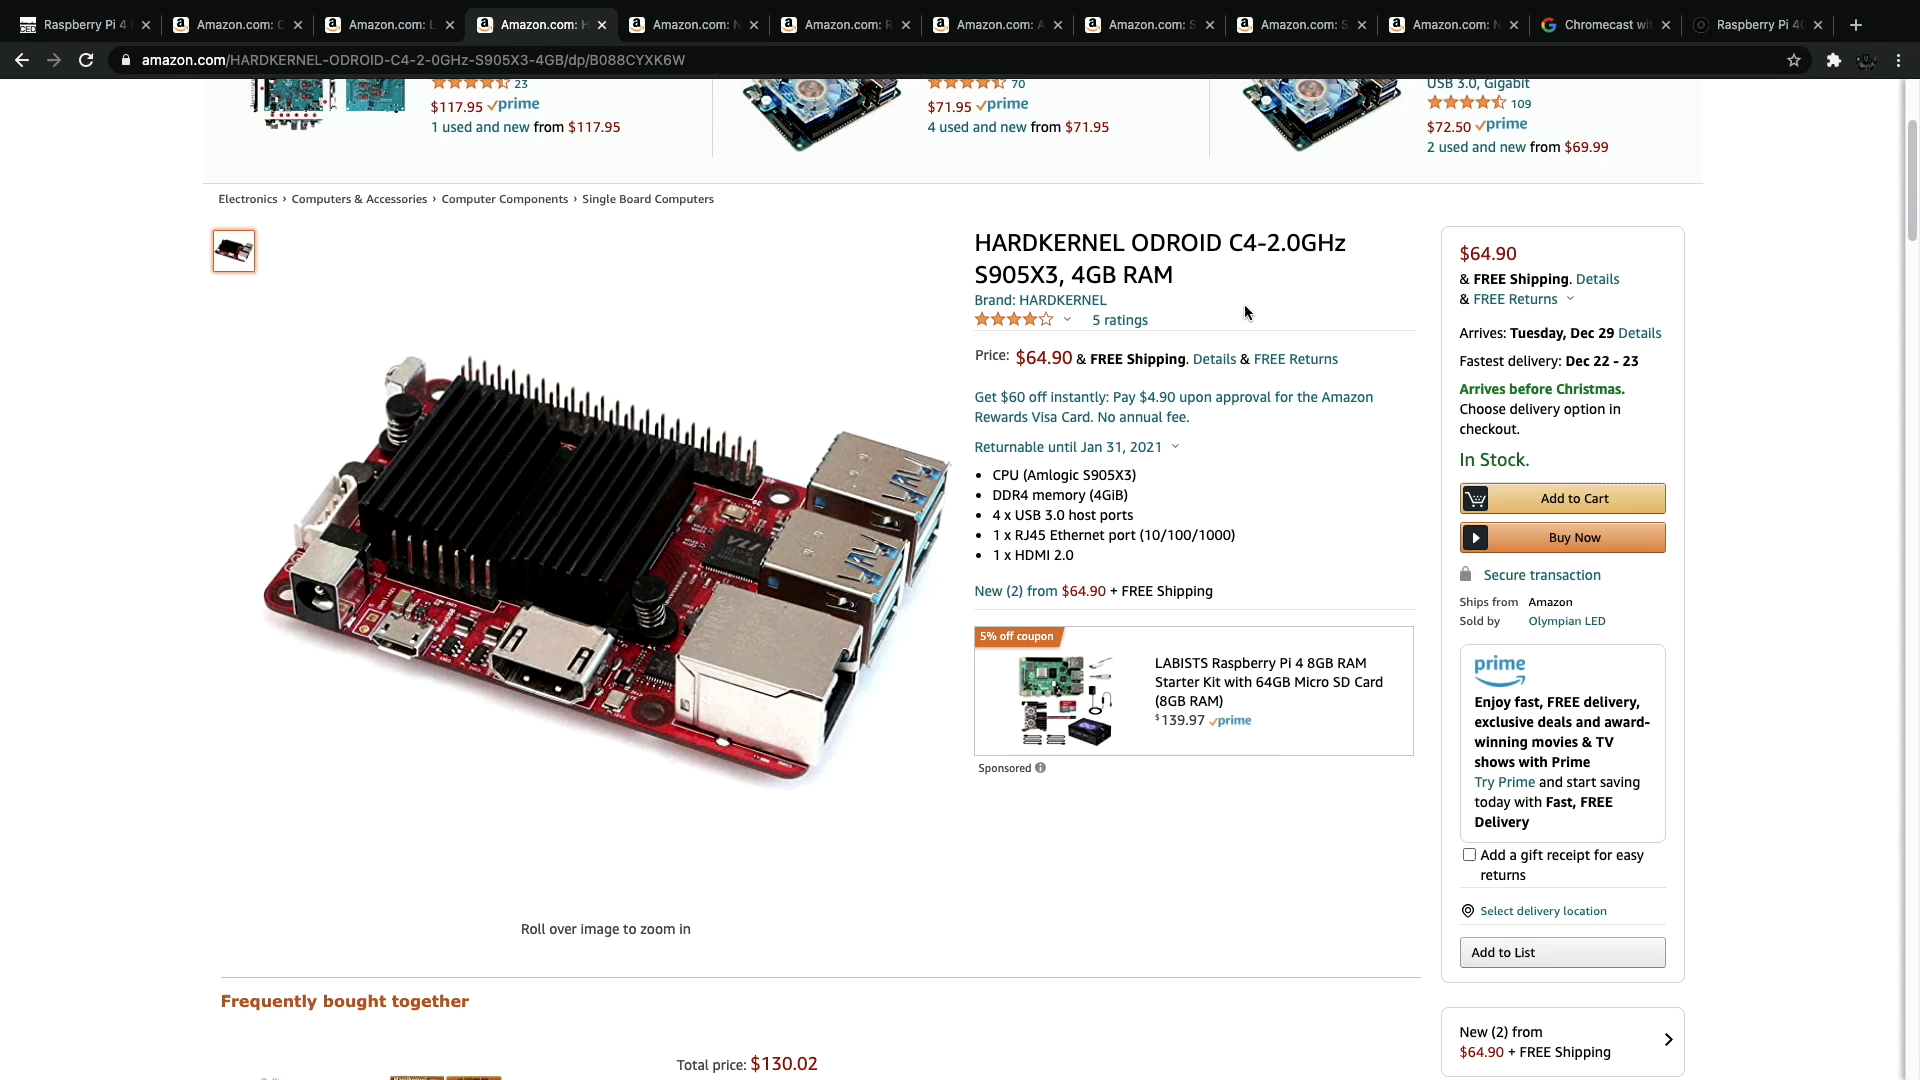 Raspberry Pi 4
Amazon.com: C
Amazon.com: L
Amazon.com: H
Amazon.com: N
Amazon.com: R
Amazon.com: A
Amazon.com: S
Amazon.com: S
Amazon.com: N
Chromecast wit
Raspberry Pi 40
amazon.com/HARDKERNEL-ODROID-C4-2-0GHz-S905X3-4GB/dp/B088CYXK6W
23
$117.95 prime
1 used and new from $117.95
70
$71.95 prime
4 used and new from $71.95
USB 3.0, Gigabit
109
$72.50 prime
2 used and new from $69.99
Electronics › Computers & Accessories › Computer Components › Single Board Computers
HARDKERNEL ODROID C4-2.0GHz
S905X3, 4GB RAM
Brand: HARDKERNEL
5 ratings
Price: $64.90 & FREE Shipping. Details & FREE Returns
Get $60 off instantly: Pay $4.90 upon approval for the Amazon
Rewards Visa Card. No annual fee.
Returnable until Jan 31, 2021
• CPU (Amlogic S905X3)
• DDR4 memory (4GiB)
• 4 x USB 3.0 host ports
• 1 x RJ45 Ethernet port (10/100/1000)
• 1 x HDMI 2.0
New (2) from $64.90 + FREE Shipping
5% off coupon
LABISTS Raspberry Pi 4 8GB RAM
Starter Kit with 64GB Micro SD Card
(8GB RAM)
$139.97 prime
Sponsored
$64.90
& FREE Shipping. Details
& FREE Returns
Arrives: Tuesday, Dec 29 Details
Fastest delivery: Dec 22 - 23
Arrives before Christmas.
Choose delivery option in
checkout.
In Stock.
Add to Cart
Buy Now
Secure transaction
Ships from Amazon
Sold by Olympian LED
prime
Enjoy fast, FREE delivery,
exclusive deals and award-
winning movies & TV
shows with Prime
Try Prime and start saving
today with Fast, FREE
Delivery
Add a gift receipt for easy
returns
Select delivery location
Add to List
New (2) from
$64.90 + FREE Shipping
VLI
40
39
Roll over image to zoom in
Frequently bought together
Total price: $130.02